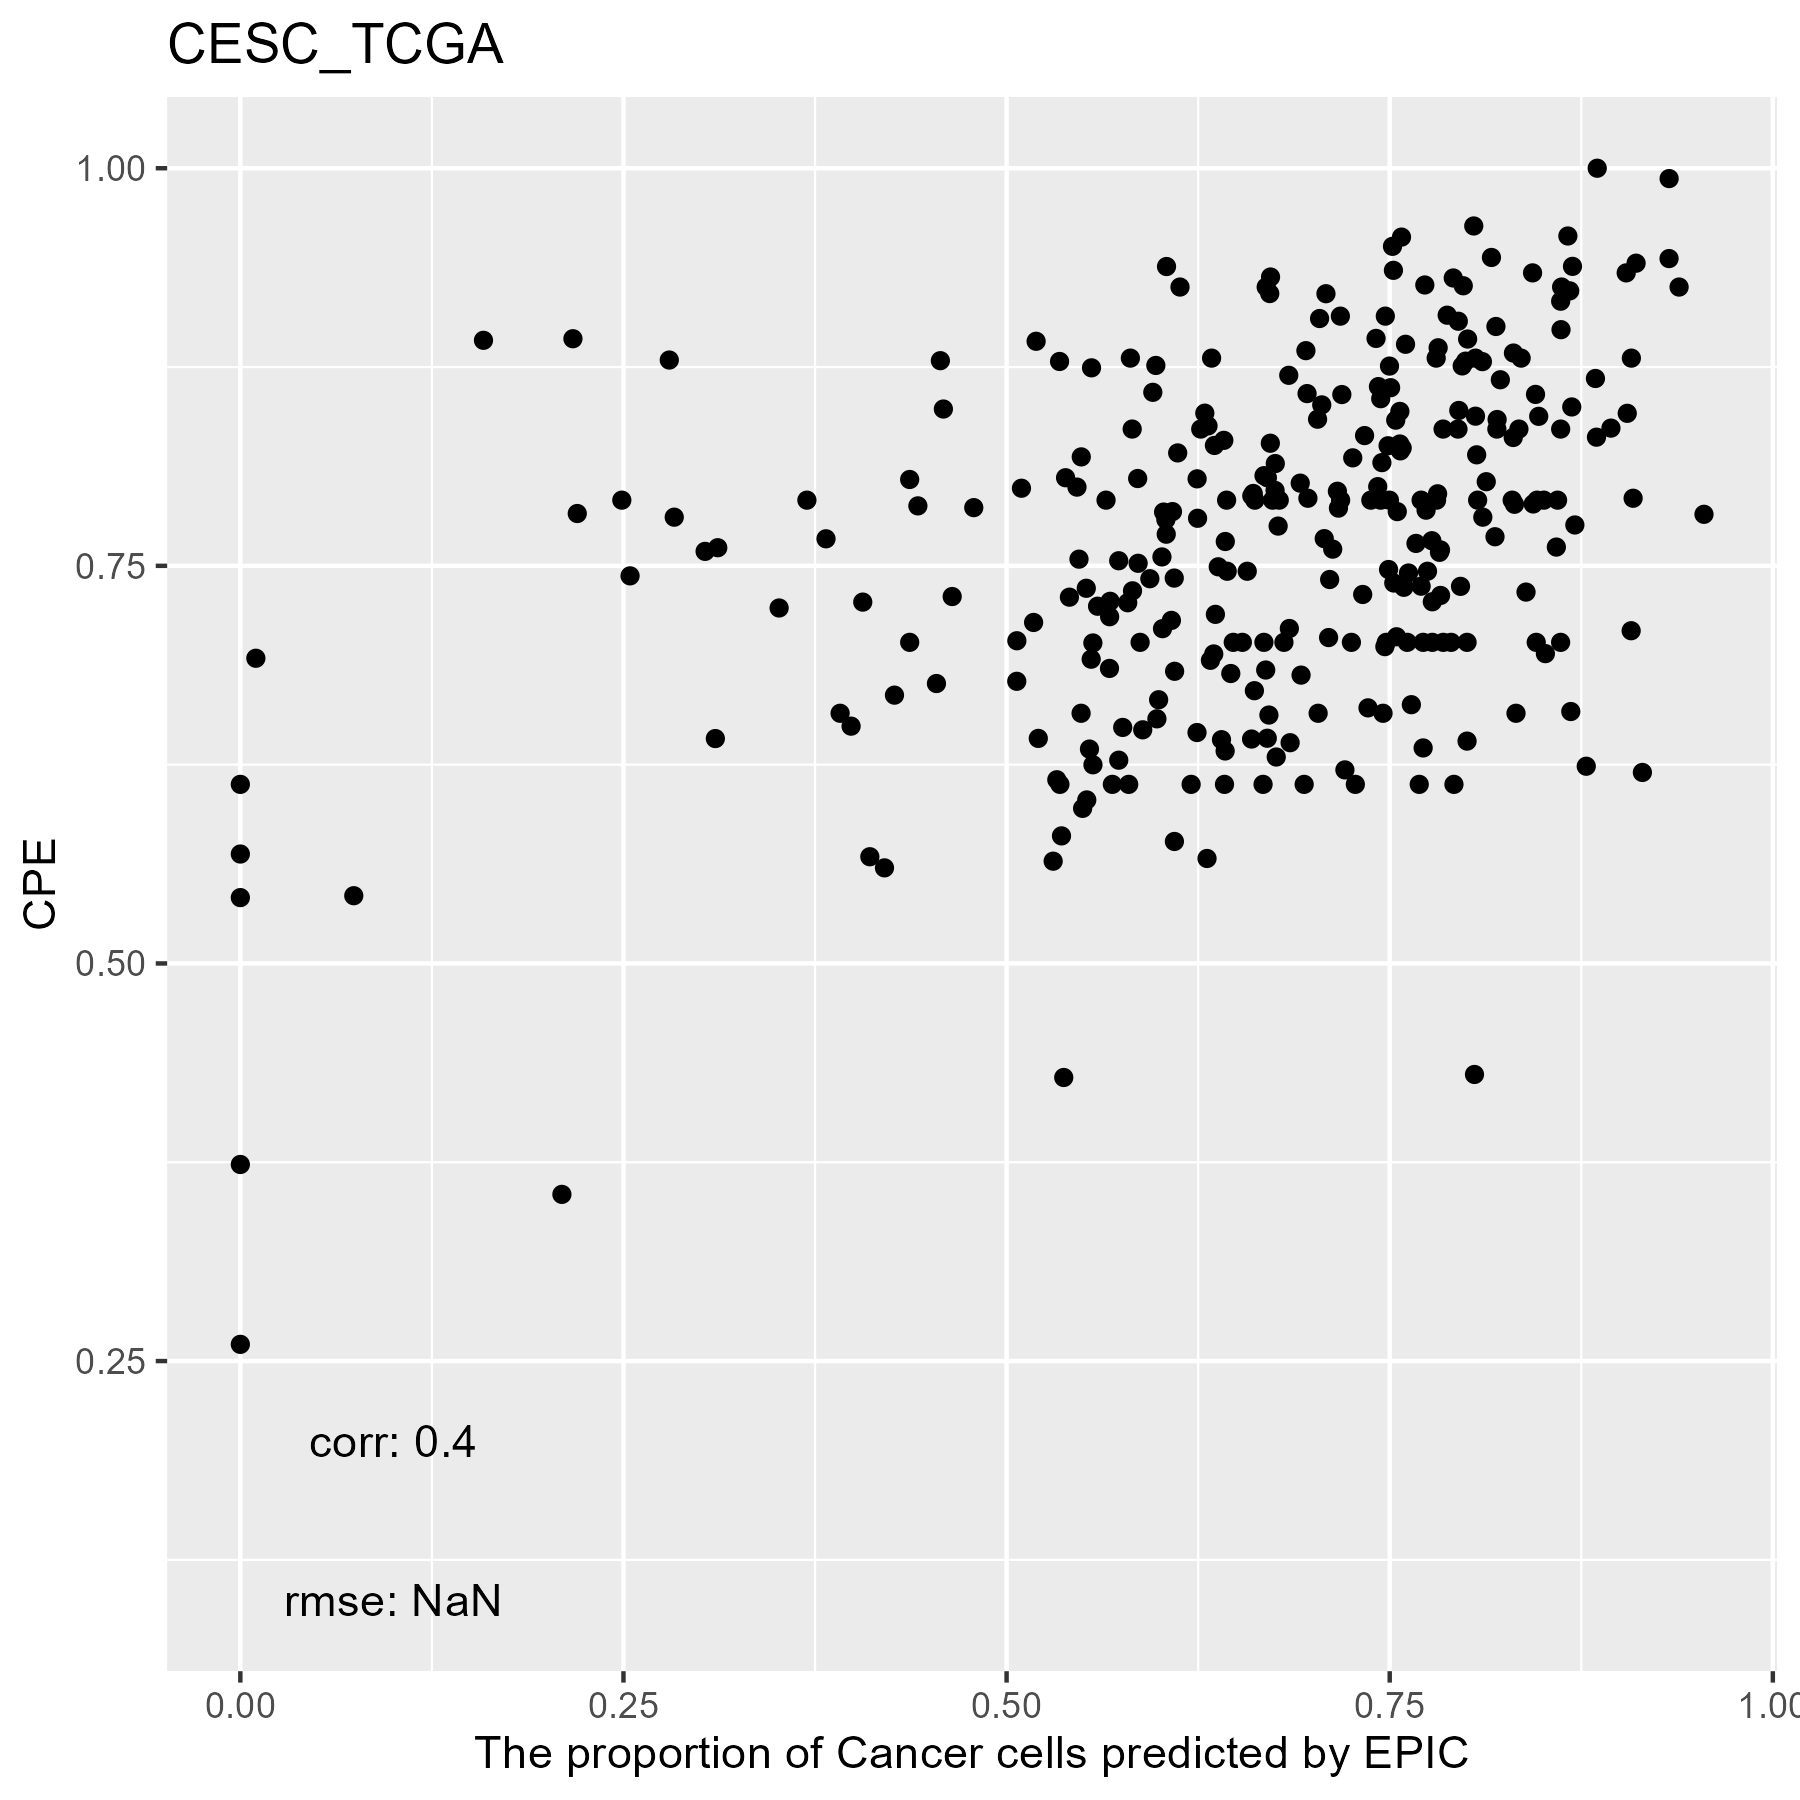 CESC_TCGA
1.00
0.75
0.50
0.25
CPE
corr: 0.4
rmse: NaN
0.00 0.25 0.50 0.75 1.00
The proportion of Cancer cells predicted by EPIC